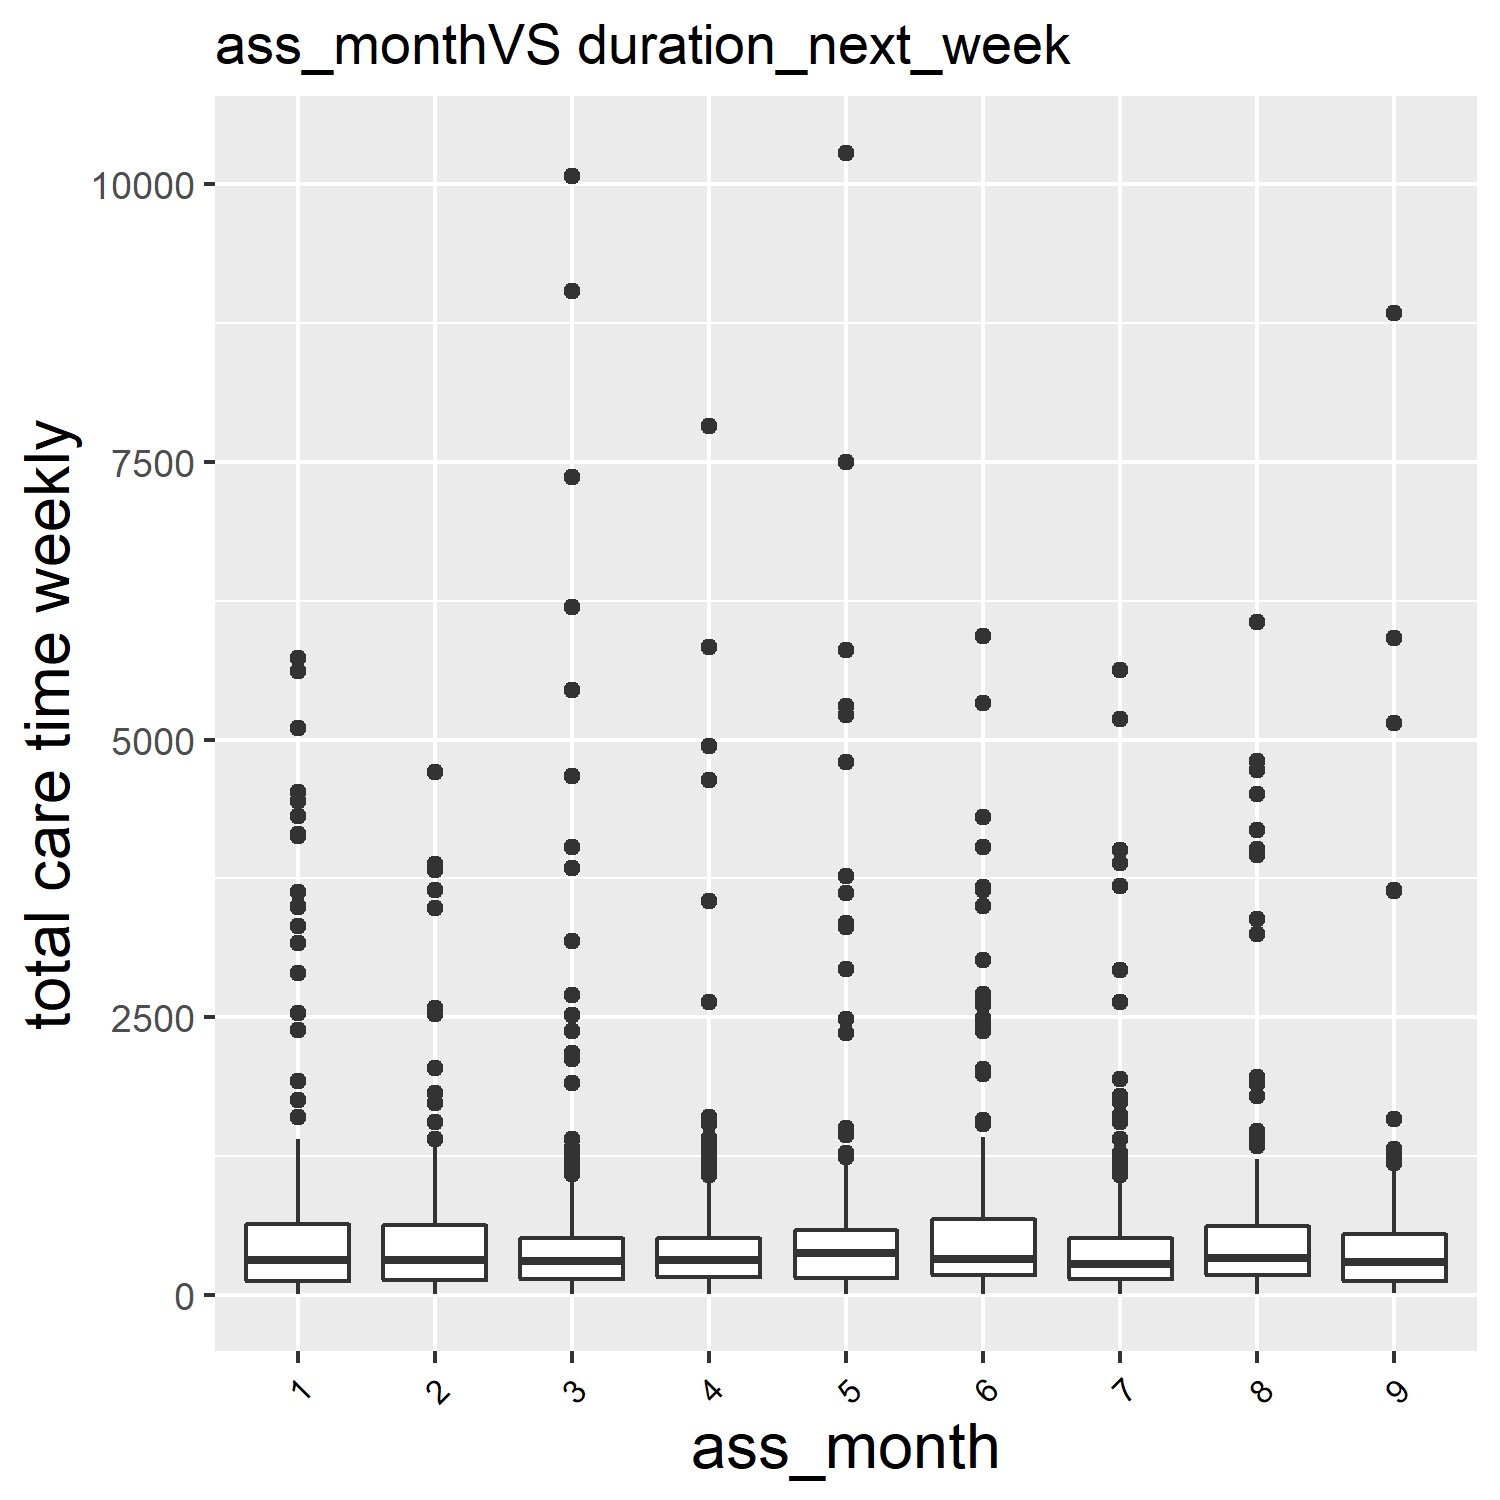 ass_monthVS duration_next_week
total care time weekly
10000
7500
5000
2500
0
1 2 3 4 5 6 7 8 9
ass_month